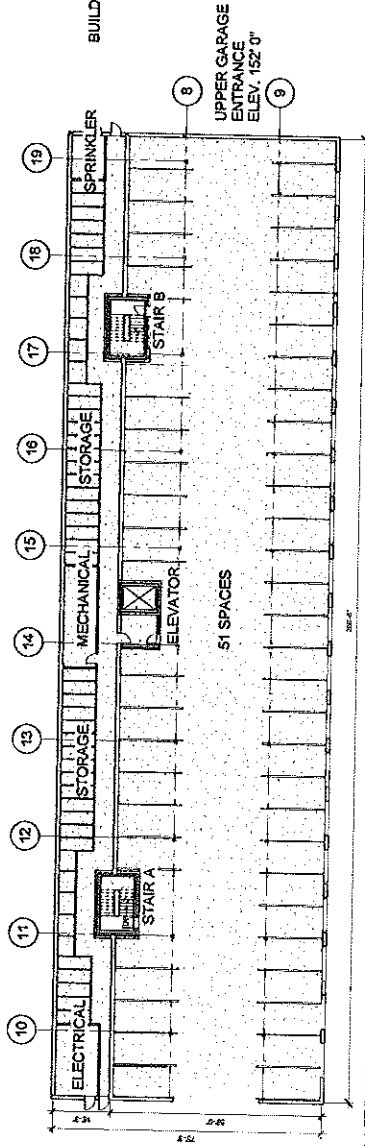 BUILD
19
18
17
16
15
14
13
12
11
10
8
9
UPPER GARAGE
ENTRANCE
ELEV. 152' 0"
SPRINKLER
STORAGE
MECHANICAL
STORAGE
ELECTRICAL
STAIR B
ELEVATOR
STAIR A
51 SPACES